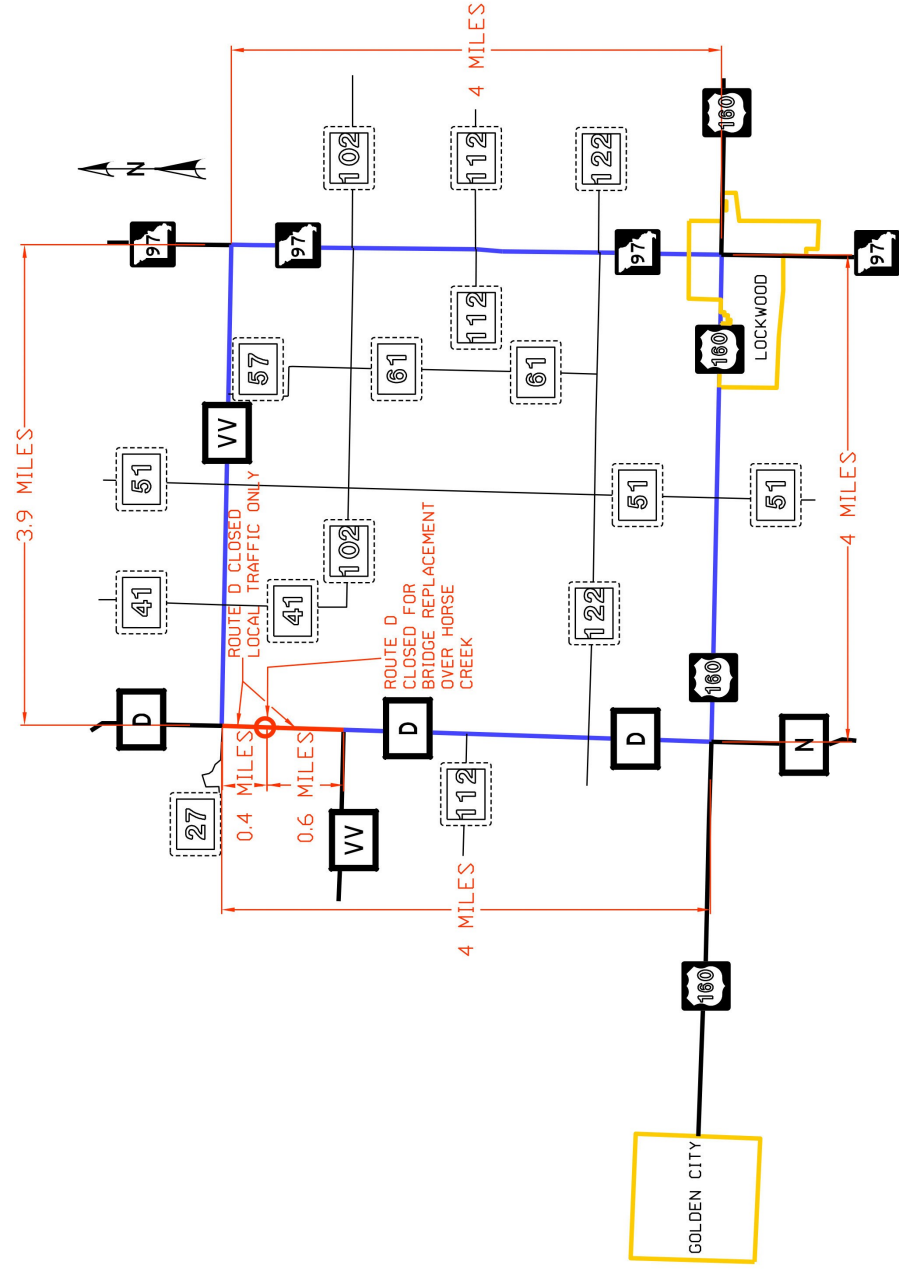 3.9 MILES
4 MILES
N
97
D
41
51
27
VV
57
97
102
112
122
160
ROUTE D CLOSED
LOCAL TRAFFIC ONLY
0.4 MILES
0.6 MILES
41
102
61
112
61
97
ROUTE D
CLOSED FOR
BRIDGE REPLACEMENT
OVER HORSE
CREEK
VV
D
112
4 MILES
122
51
D
160
160
LOCKWOOD
51
N
4 MILES
97
160
GOLDEN CITY